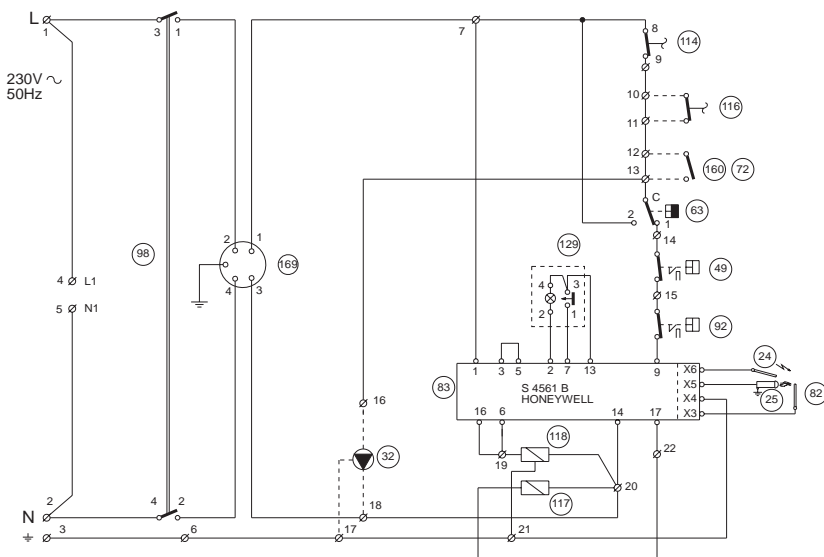 L
1
3 1
7
8
114
9
230V ~
50Hz
10
116
11
12
13
160 72
C
2
63
1
14
2 1
129
98
169
4 3
4 L1
5 N1
4 3
49
15
2 1
92
1 3 5 2 7 13 9
X6
24
X5
83
S 4561 B
HONEYWELL
X4
25
82
X3
16
16 6 14 17
118
19
22
32
20
117
2
4 2
18
N
3
6
17
21